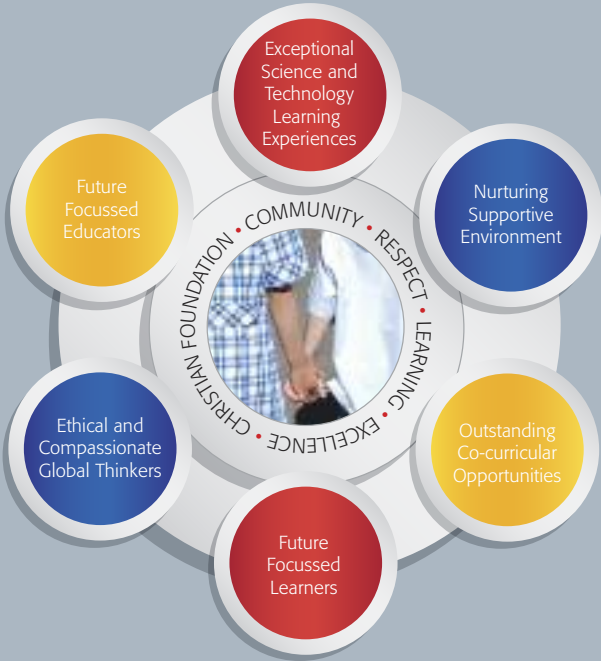 Exceptional
Science and
Technology
Learning
Experiences
Nurturing
Supportive
Environment
Outstanding
Co-curricular
Opportunities
Future
Focussed
Learners
Ethical and
Compassionate
Global Thinkers
Future
Focussed
Educators
CHRISTIAN FOUNDATION • COMMUNITY • RESPECT • LEARNING • EXCELLENCE •